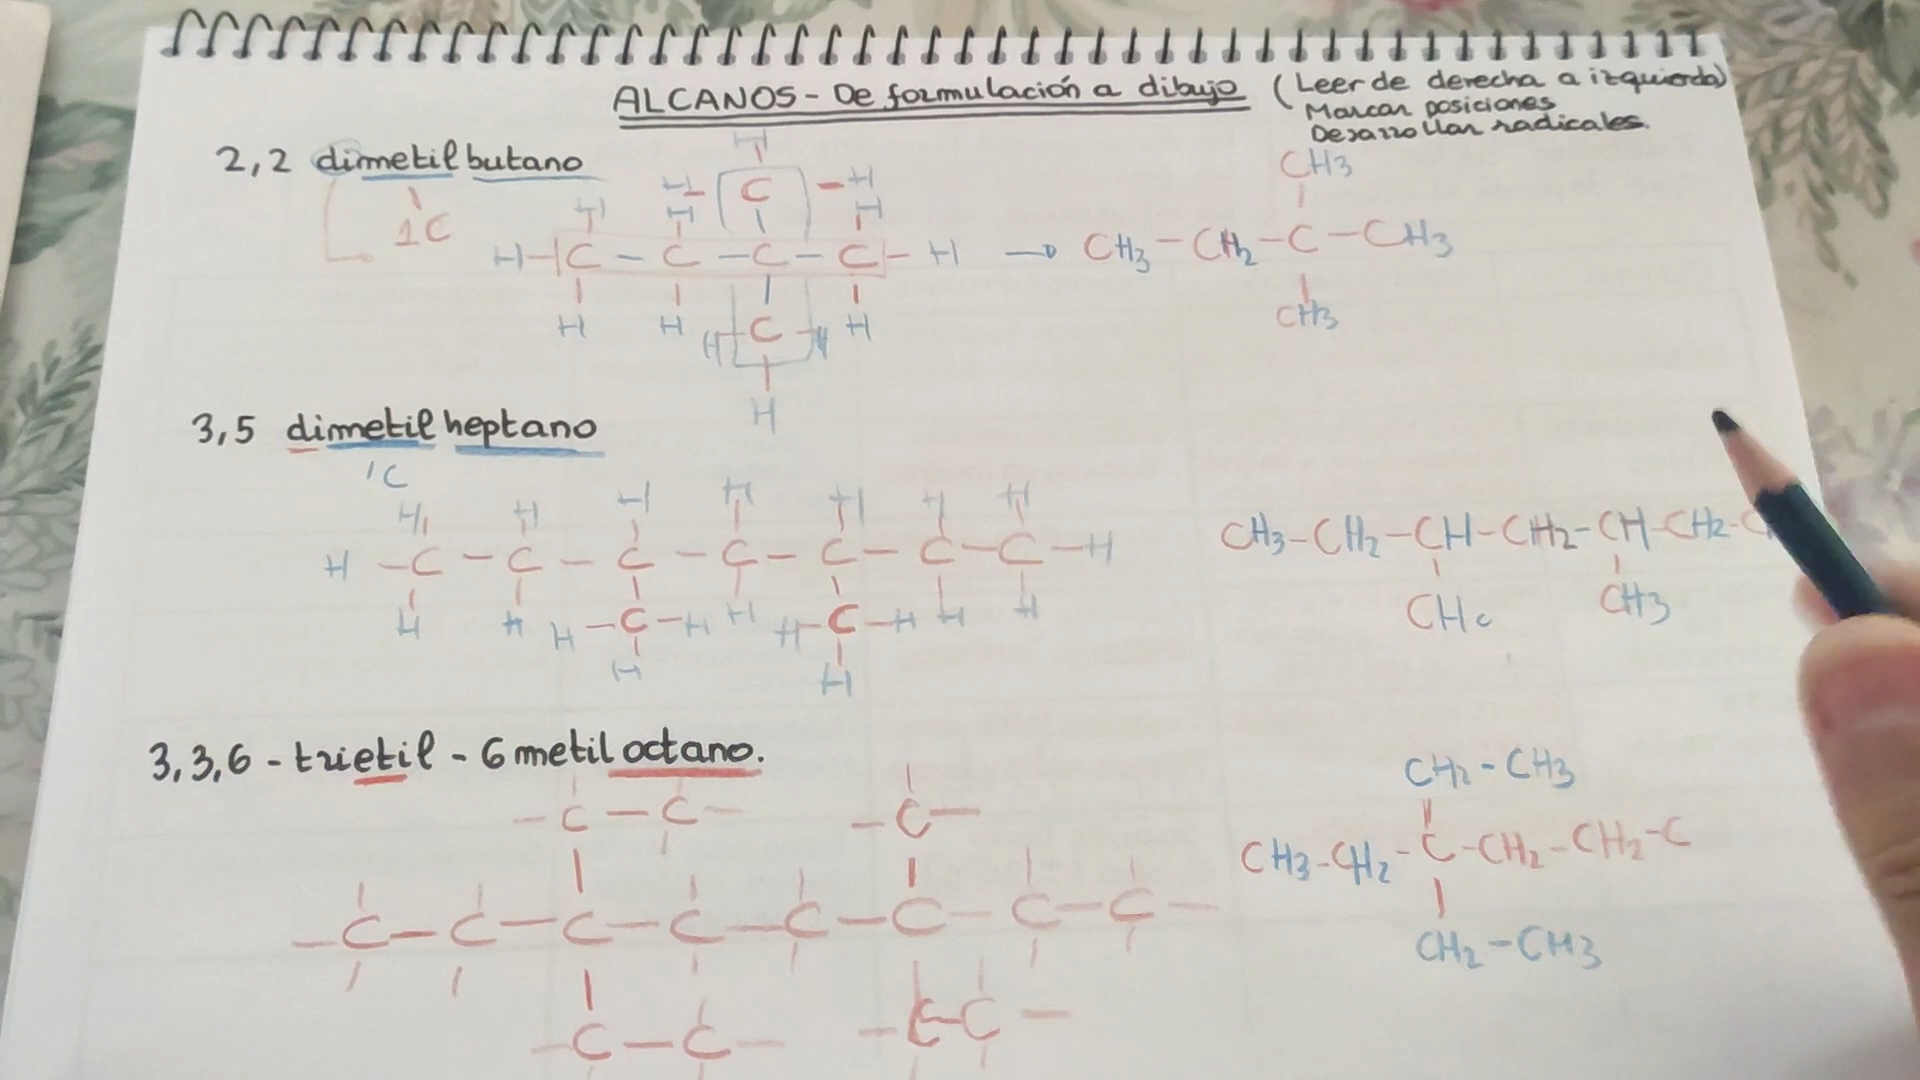 ALCANOS - De formulación a dibujo (Leer de derecha a izquierda)
Marcar posiciones
Desarrollar radicales.
2,2 dimetil butano
1C
H
H C H
H H H H
H-C-C-C-C-H → CH3-CH2-C-CH3
CH3
CH3
H H H-C-H H
H
3,5 dimetil heptano
1C
H H H H H H H
H-C-C-C-C-C-C-C-H
H H H-C-H H H-C-H H H
H H
CH3-CH2-CH-CH2-CH-CH2-C
CH3
3,3,6-trietil-6 metil octano.
-C-C- -C-
-C-C-C-C-C-C-C-C-
-C-C- -C-C-
CH2-CH3
CH3-CH2-C-CH2-CH2-C
CH2-CH3